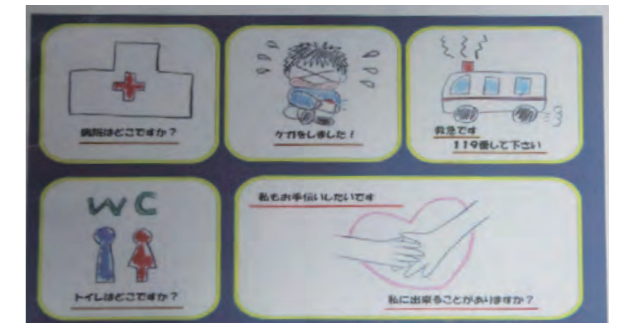 病院はどこですか？
ケガをしました！
救急です
119番して下さい
WC
トイレはどこですか？
私もお手伝いしたいです
私に出来ることがありますか？